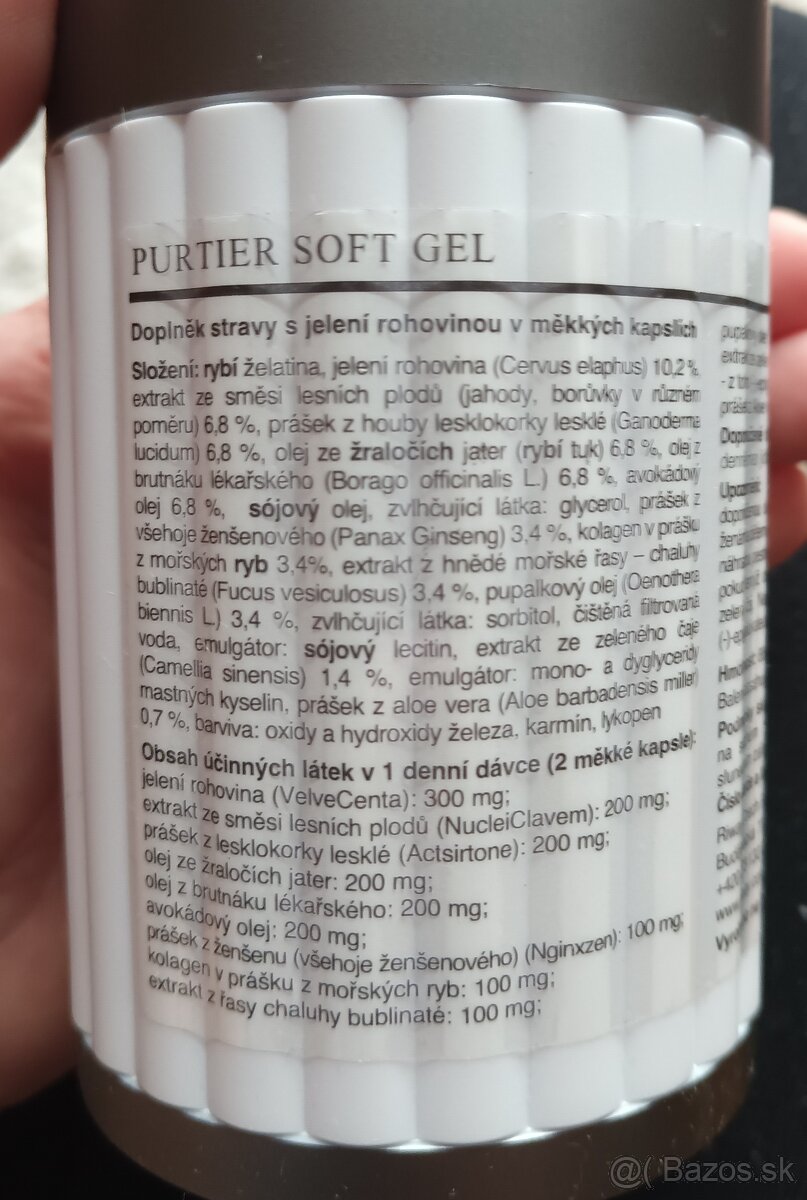 PURTIER SOFT GEL
Doplněk stravy s jelení rohovinou v měkkých kapslích
Složení: rybí želatina, jelení rohovina (Cervus elaphus) 10,2 %,
extrakt ze směsi lesních plodů (jahody, borůvky v různém
poměru) 6,8 %, prášek z houby lesklokorky lesklé (Ganoderma
lucidum) 6,8 %, olej ze žraločích jater (rybí tuk) 6,8 %, olej z
brutnáku lékařského (Borago officinalis L.) 6,8 %, avokádový
olej 6,8 %, sójový olej, zvlhčující látka: glycerol, prášek z
všehoje ženšenového (Panax Ginseng) 3,4 %, kolagen v prášku
z mořských ryb 3,4%, extrakt z hnědé mořské řasy – chaluhy
bublinaté (Fucus vesiculosus) 3,4 %, pupalkový olej (Oenothera
biennis L.) 3,4 %, zvlhčující látka: sorbitol, čištěná filtrovaná
voda, emulgátor: sójový lecitin, extrakt ze zeleného čaje
(Camellia sinensis) 1,4 %, emulgátor: mono- a dyglyceridy
mastných kyselin, prášek z aloe vera (Aloe barbadensis miller)
0,7 %, barviva: oxidy a hydroxidy železa, karmín, lykopen
Obsah účinných látek v 1 denní dávce (2 měkké kapsle):
jelení rohovina (VelveCenta): 300 mg;
extrakt ze směsi lesních plodů (NucleiClavem): 200 mg;
prášek z lesklokorky lesklé (Actsirtone): 200 mg;
olej ze žraločích jater: 200 mg;
olej z brutnáku lékařského: 200 mg;
avokádový olej: 200 mg;
prášek z ženšenu (všehoje ženšenového) (Nginxzen): 100 mg;
kolagen v prášku z mořských ryb: 100 mg;
extrakt z řasy chaluhy bublinaté: 100 mg;
@( Bazos.sk